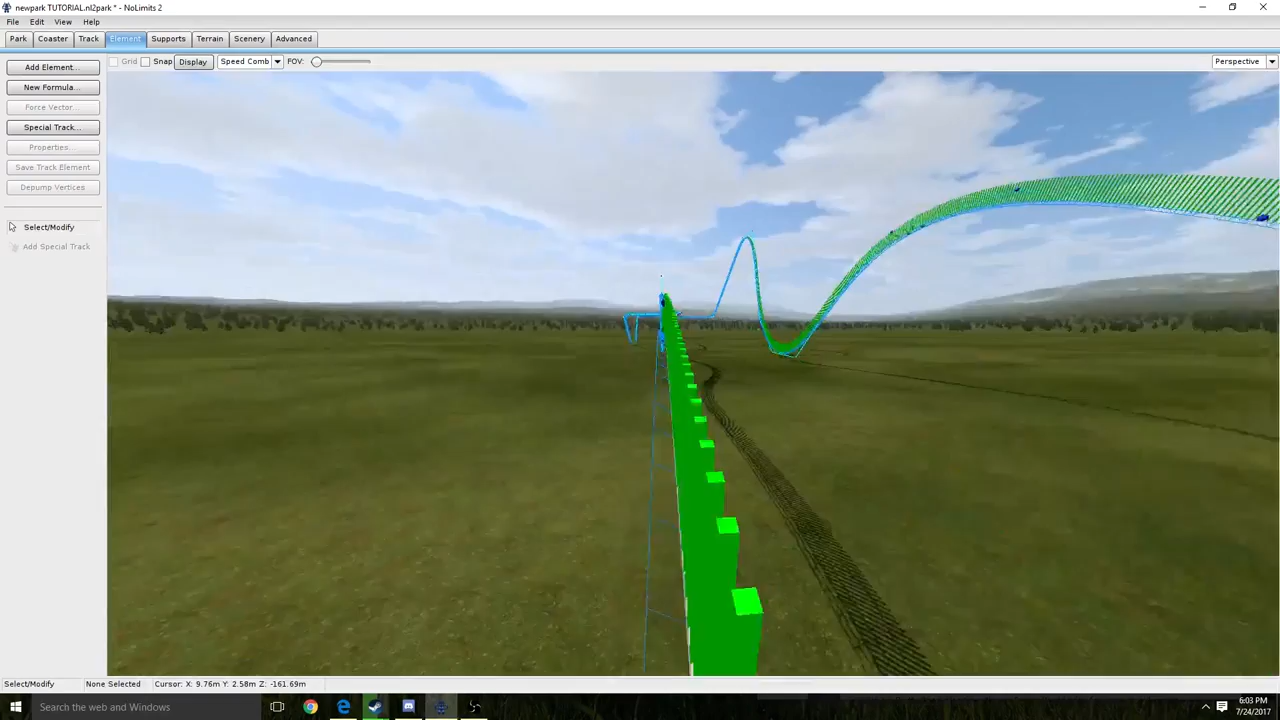 newpark TUTORIAL.nl2park * - NoLimits 2
File Edit View Help
Park Coaster Track Element Supports Terrain Scenery Advanced
Grid Snap Display Speed Comb FOV: Perspective
Add Element...
New Formula...
Force Vector...
Special Track...
Properties...
Save Track Element
Depump Vertices
Select/Modify
Add Special Track
Select/Modify None Selected Cursor: X: 9.76m Y: 2.58m Z: -161.69m
Search the web and Windows
6:03 PM
7/24/2017